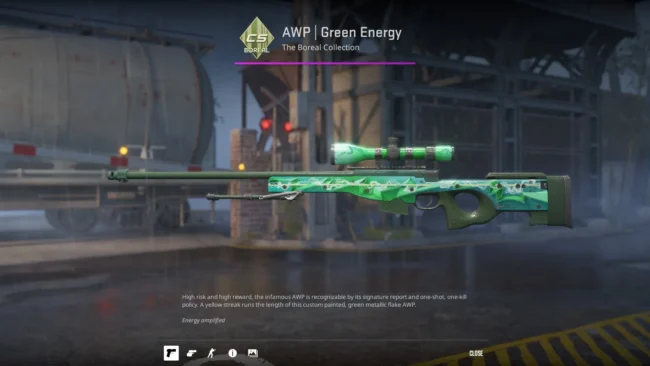 CS
BOREAL
AWP | Green Energy
The Boreal Collection
High risk and high reward, the infamous AWP is recognizable by its signature report and one-shot, one-kill
policy. A yellow streak runs the length of this custom painted, green metallic flake AWP.
Energy amplified
CLOSE